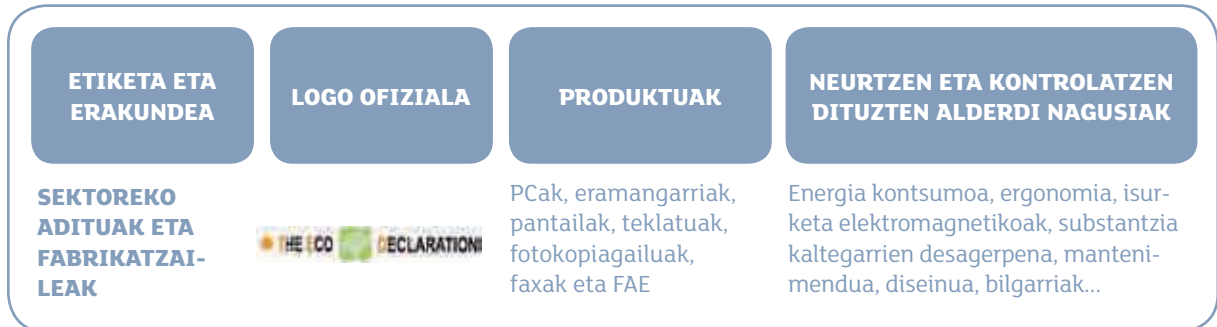 ETIKETA ETA
ERAKUNDEA
LOGO OFIZIALA
PRODUKTUAK
NEURTZEN ETA KONTROLATZEN
DITUZTEN ALDERDI NAGUSIAK
SEKTOREKO
ADITUAK ETA
FABRIKATZAI-
LEAK
THE ECO DECLARATION
PCak, eramangarriak,
pantailak, teklatuak,
fotokopiagailuak,
faxak eta FAE
Energia kontsumoa, ergonomia, isur-
keta elektromagnetikoak, substantzia
kaltegarrien desagerpena, manteni-
mendua, diseinua, bilgarriak...